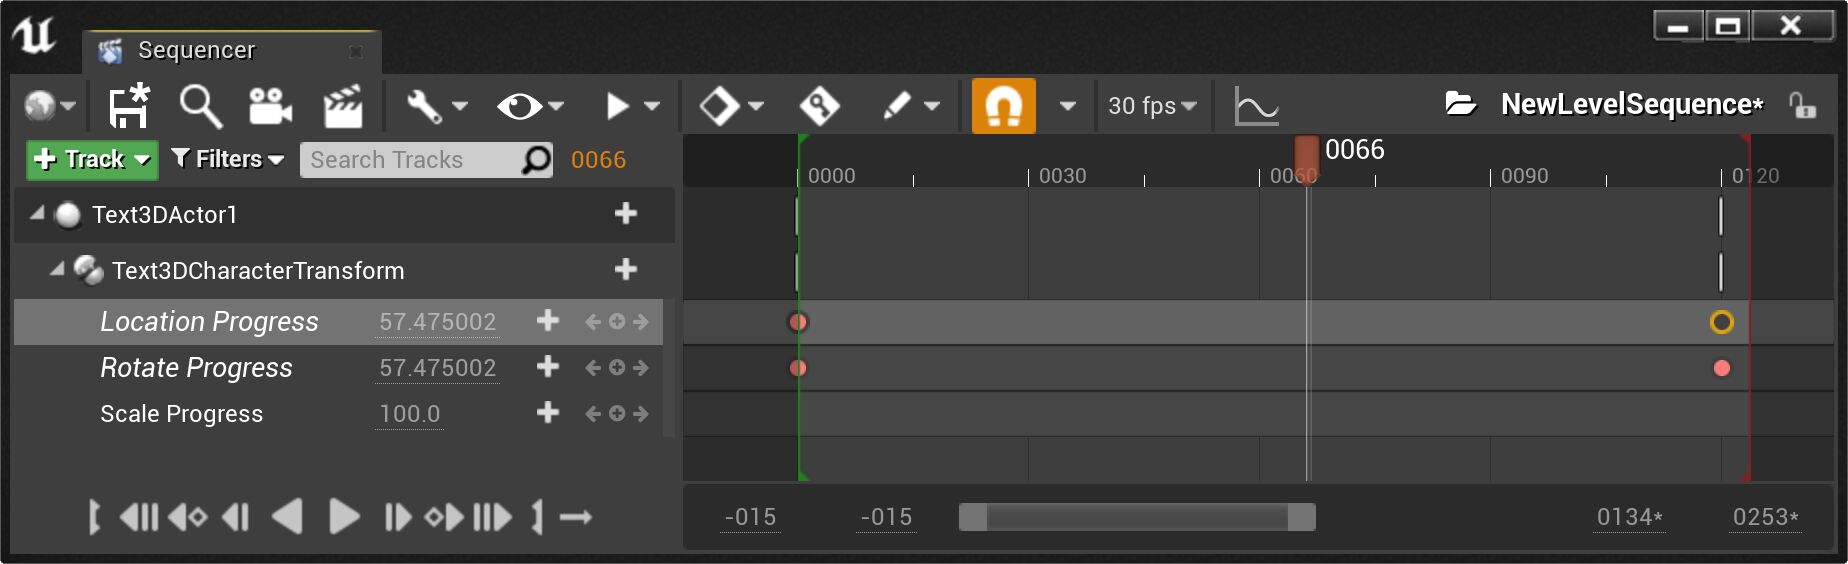 Sequencer
30 fps
NewLevelSequence*
Track
Filters
Search Tracks
0066
0066
0000
0030
0060
0090
0120
Text3DActor1
Text3DCharacterTransform
Location Progress 57.475002
Rotate Progress 57.475002
Scale Progress 100.0
-015
-015
0134*
0253*